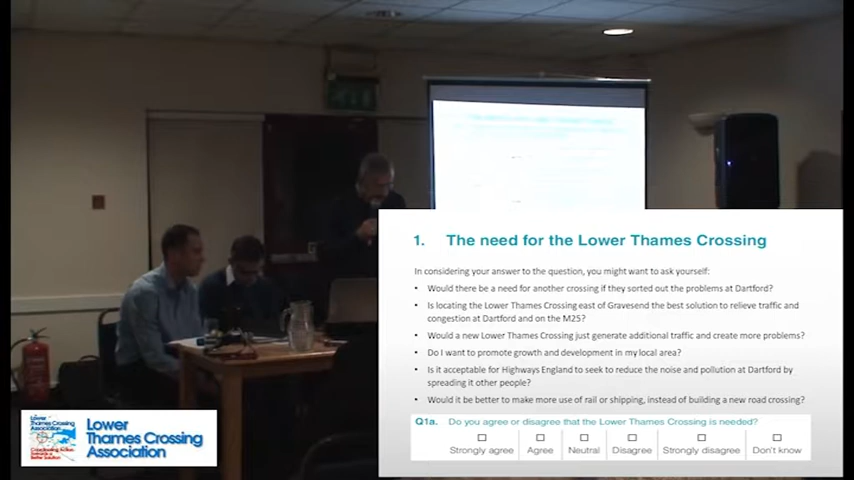 1. The need for the Lower Thames Crossing
In considering your answer to the question, you might want to ask yourself:
• Would there be a need for another crossing if they sorted out the problems at Dartford?
• Is locating the Lower Thames Crossing east of Gravesend the best solution to relieve traffic and
congestion at Dartford and on the M25?
• Would a new Lower Thames Crossing just generate additional traffic and create more problems?
• Do I want to promote growth and development in my local area?
• Is it acceptable for Highways England to seek to reduce the noise and pollution at Dartford by
spreading it other people?
• Would it be better to make more use of rail or shipping, instead of building a new road crossing?
Q1a. Do you agree or disagree that the Lower Thames Crossing is needed?
Strongly agree Agree Neutral Disagree Strongly disagree Don't know
Lower
Thames Crossing
Association
Lower
Thames Crossing
Association